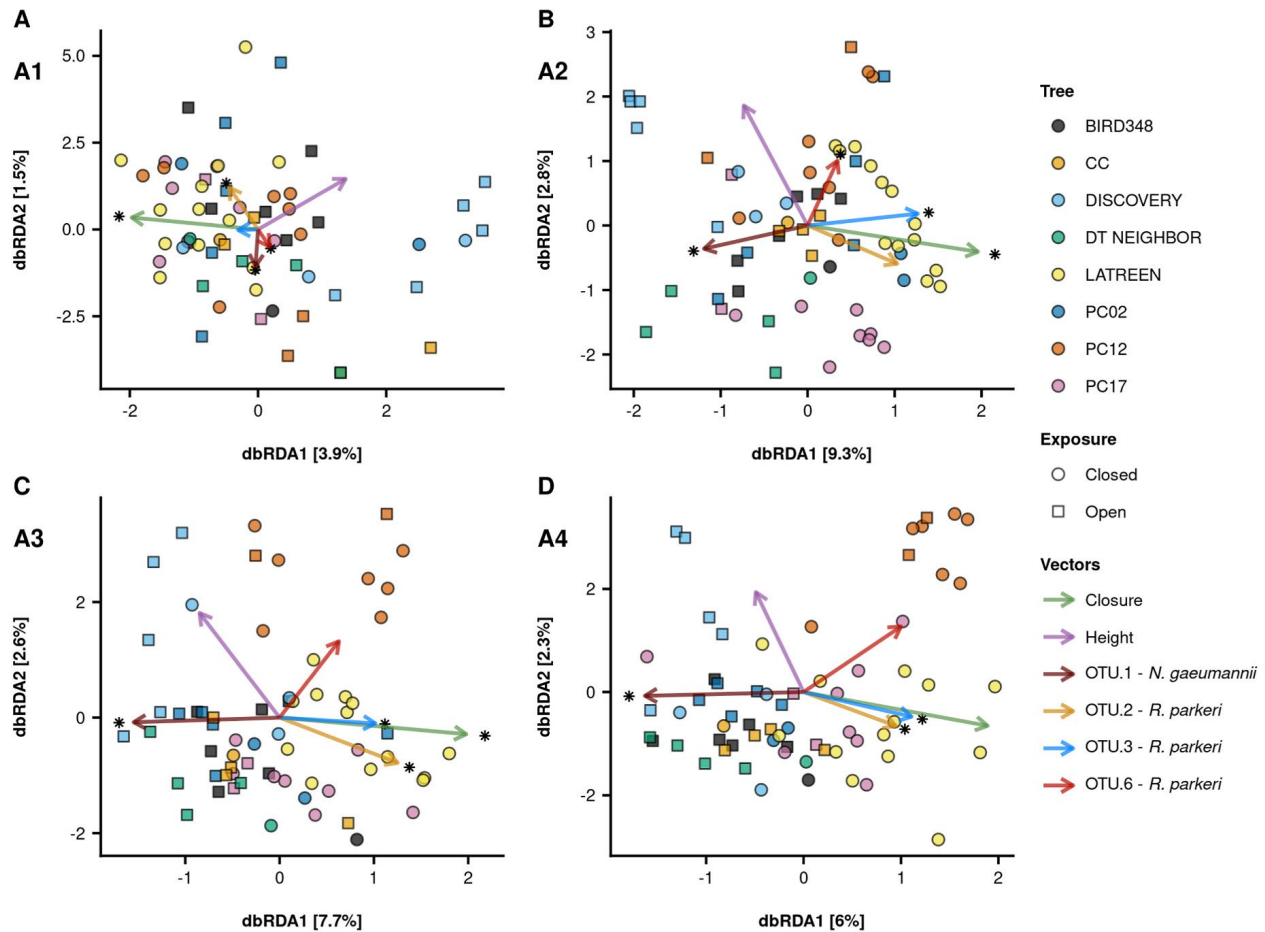 A
A1
5.0
2.5
0.0
-2.5
-2
0
2
dbRDA2 [1.5%]
dbRDA1 [3.9%]
B
A2
3
2
1
0
-1
-2
-2
-1
0
1
2
dbRDA2 [2.8%]
dbRDA1 [9.3%]
*
*
*
*
*
*
*
*
*
C
A3
2
0
-2
-1
0
1
2
dbRDA2 [2.6%]
dbRDA1 [7.7%]
*
*
*
*
D
A4
2
0
-2
-1
0
1
2
dbRDA2 [2.3%]
dbRDA1 [6%]
*
*
*
Tree
BIRD348
CC
DISCOVERY
DT NEIGHBOR
LATREEN
PC02
PC12
PC17
Exposure
Closed
Open
Vectors
Closure
Height
OTU.1 - N. gaeumannii
OTU.2 - R. parkeri
OTU.3 - R. parkeri
OTU.6 - R. parkeri